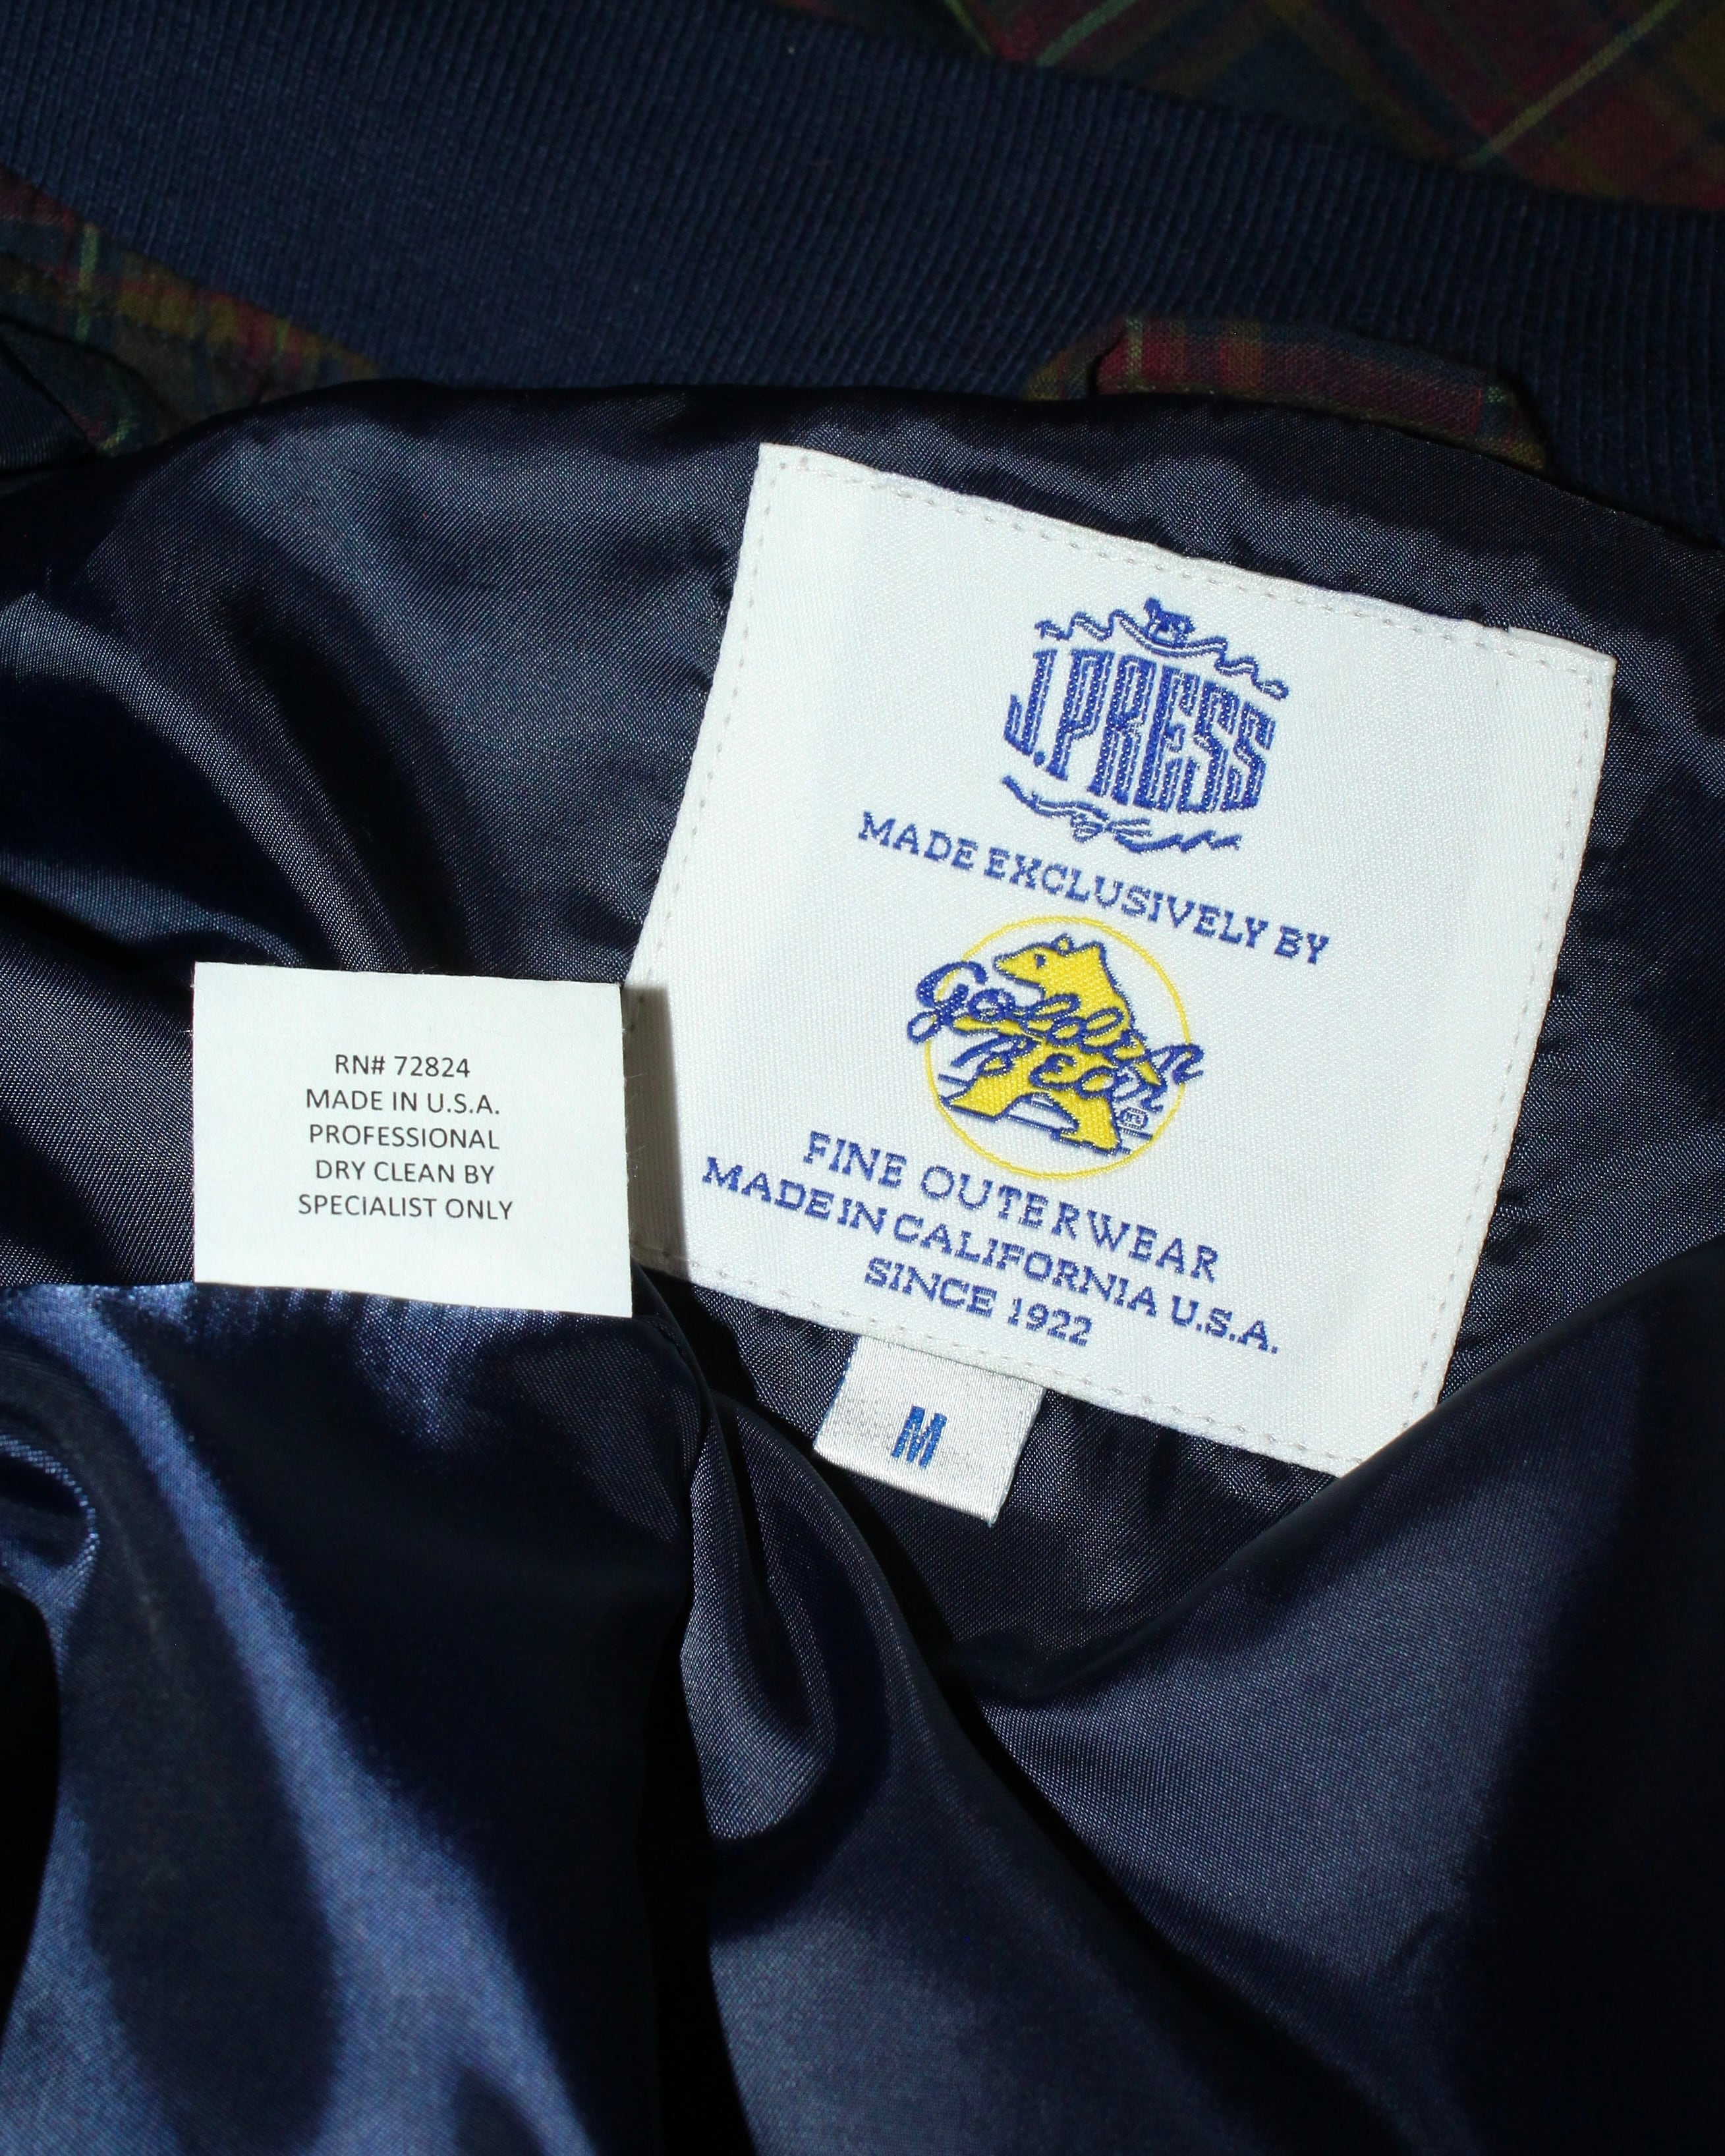 J.PRESS
MADE EXCLUSIVELY BY
Golden
Bear
®
FINE OUTERWEAR
MADE IN CALIFORNIA U.S.A.
SINCE 1922
M
RN# 72824
MADE IN U.S.A.
PROFESSIONAL
DRY CLEAN BY
SPECIALIST ONLY